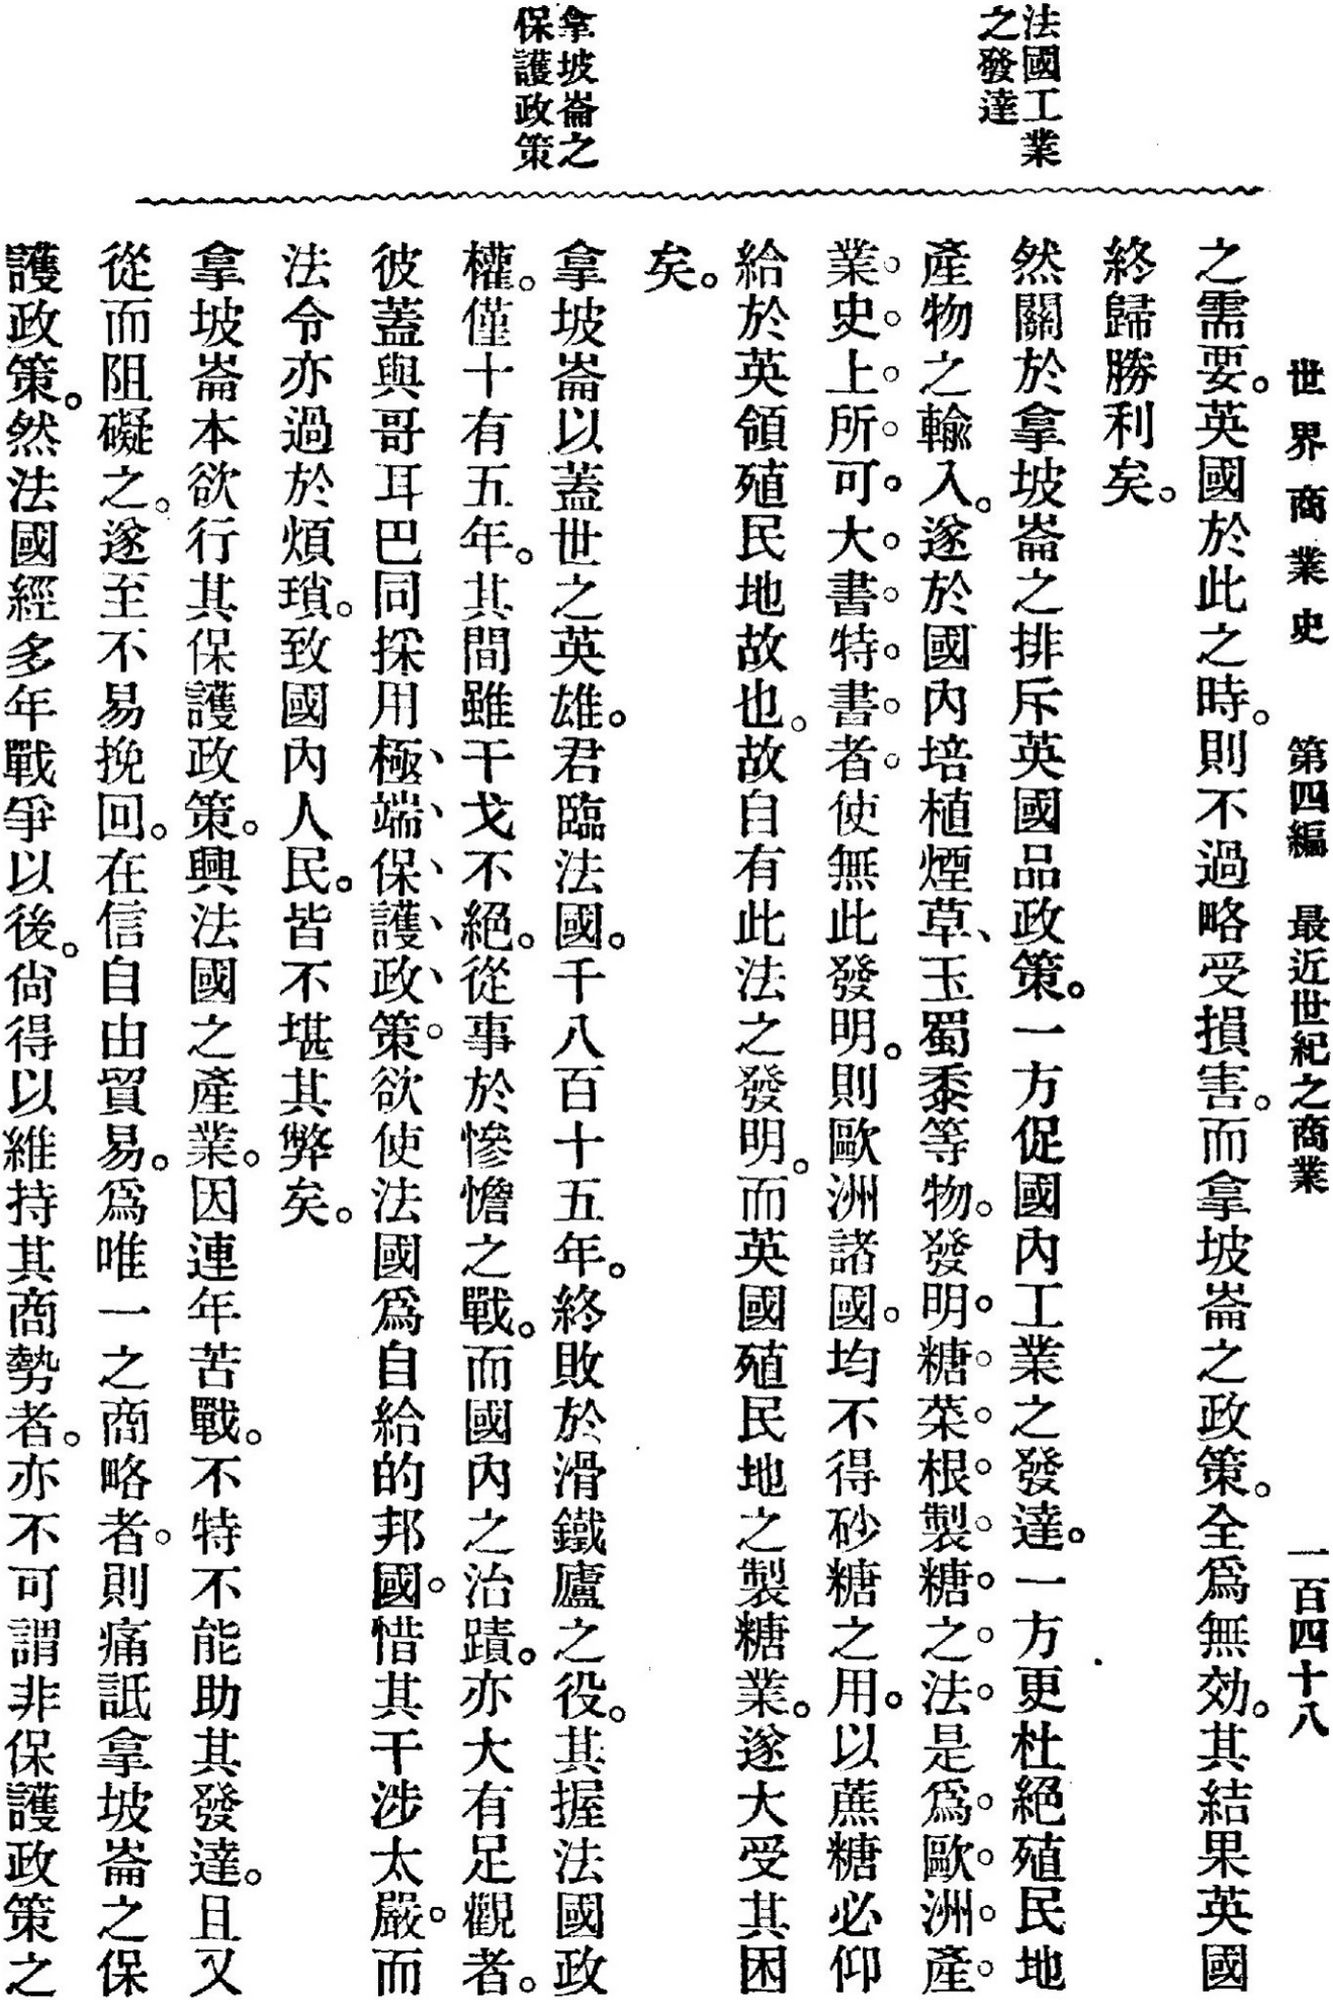 世界商業史　第四編　最近世紀之商業　一百四十八
法國工業
之發達
拿坡崙之
保護政策
之需要。英國於此之時。則不過略受損害。而拿坡崙之政策。全爲無効。其結果英國
終歸勝利矣。
然關於拿坡崙之排斥英國品政策。一方促國內工業之發達。一方更杜絕殖民地
產物之輸入。遂於國內培植煙草、玉蜀黍等物。發明糖菜根製糖之法是爲歐洲產
業史上所可大書特書者使無此發明。則歐洲諸國。均不得砂糖之用。以蔗糖必仰
給於英領殖民地故也。故自有此法之發明。而英國殖民地之製糖業。遂大受其困
矣。
拿坡崙以蓋世之英雄。君臨法國。千八百十五年。終敗於滑鐵廬之役。其握法國政
權。僅十有五年。其間雖干戈不絕。從事於慘憺之戰。而國內之治蹟。亦大有足觀者。
彼蓋與哥耳巴同採用極端保護政策。欲使法國爲自給的邦國。惜其干涉太嚴。而
法令亦過於煩瑣。致國內人民。皆不堪其弊矣。
拿坡崙本欲行其保護政策。興法國之產業。因連年苦戰。不特不能助其發達。且又
從而阻礙之。遂至不易挽回。在信自由貿易。爲唯一之商略者。則痛詆拿坡崙之保
護政策。然法國經多年戰爭以後。尙得以維持其商勢者。亦不可謂非保護政策之